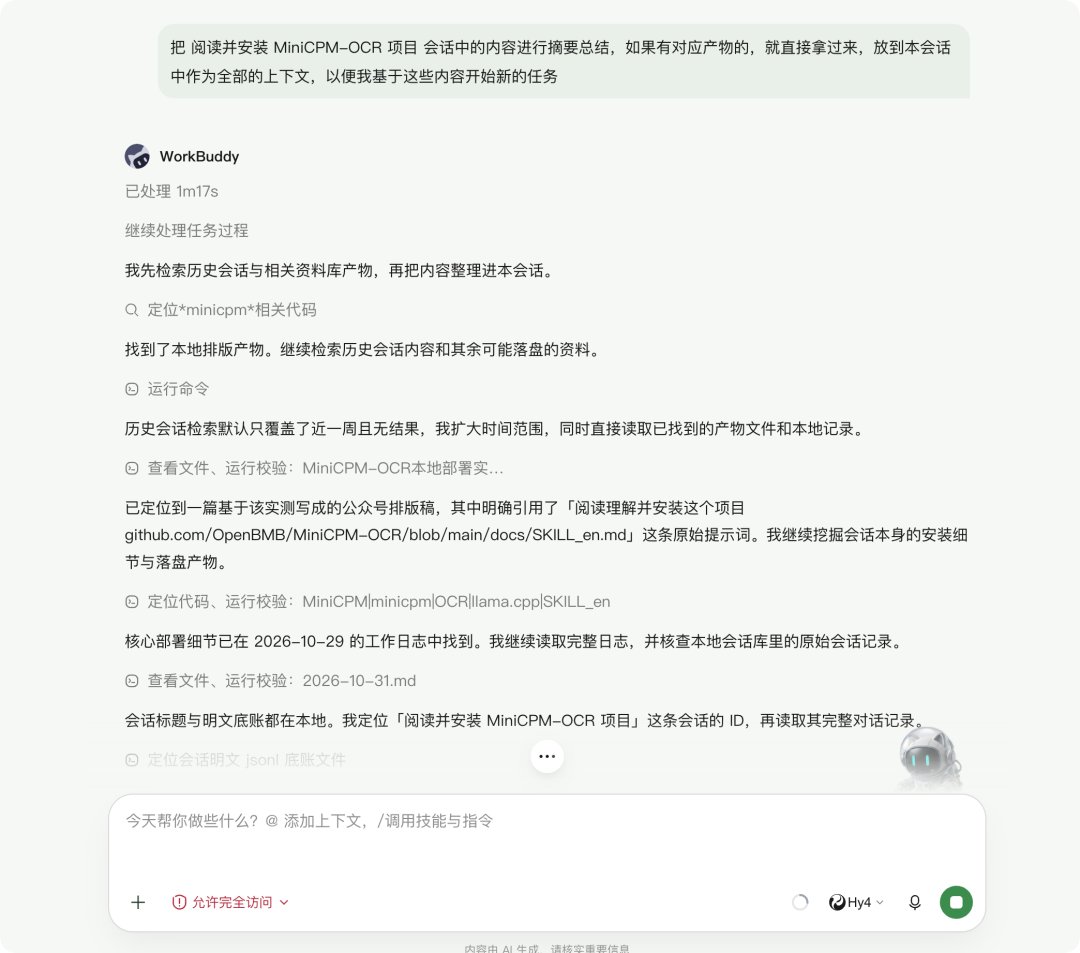 把 阅读并安装 MiniCPM-OCR 项目 会话中的内容进行摘要总结，如果有对应产物的，就直接拿过来，放到本会话
中作为全部的上下文，以便我基于这些内容开始新的任务
WorkBuddy
已处理 1m17s
继续处理任务过程
我先检索历史会话与相关资料库产物，再把内容整理进本会话。
定位*minicpm*相关代码
找到了本地排版产物。继续检索历史会话内容和其余可能落盘的资料。
运行命令
历史会话检索默认只覆盖了近一周且无结果，我扩大时间范围，同时直接读取已找到的产物文件和本地记录。
查看文件、运行校验：MiniCPM-OCR本地部署实...
已定位到一篇基于该实测写成的公众号排版稿，其中明确引用了「阅读理解并安装这个项目
github.com/OpenBMB/MiniCPM-OCR/blob/main/docs/SKILL_en.md」这条原始提示词。我继续挖掘会话本身的安装细
节与落盘产物。
定位代码、运行校验：MiniCPM|minicpm|OCR|llama.cpp|SKILL_en
核心部署细节已在 2026-10-29 的工作日志中找到。我继续读取完整日志，并核查本地会话库里的原始会话记录。
查看文件、运行校验：2026-10-31.md
会话标题与明文底账都在本地。我定位「阅读并安装 MiniCPM-OCR 项目」这条会话的 ID，再读取其完整对话记录。
定位会话明文 jsonl 底账文件
今天帮你做些什么？@ 添加上下文，/调用技能与指令
允许完全访问
Hy4
内容由 AI 生成，请核实重要信息